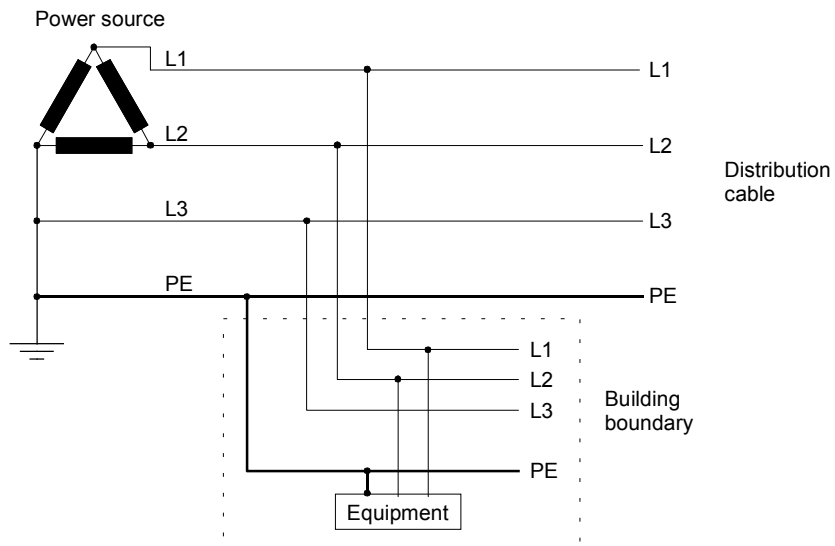 Power source
L1
L1
L2
L2
Distribution
cable
L3
L3
PE
PE
L1
L2
L3
Building
boundary
PE
Equipment